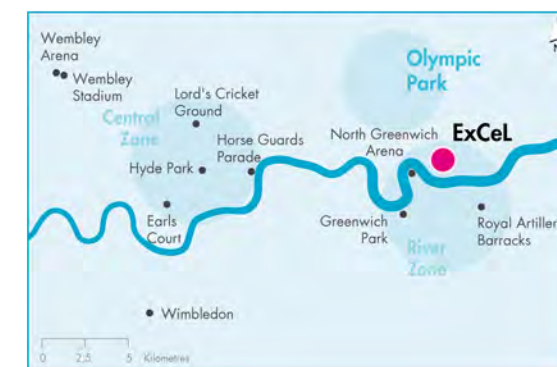 Wembley
Arena
Wembley
Stadium
Olympic
Park
Lord's Cricket
Ground
Central
Zone
Horse Guards
Parade
North Greenwich
Arena
ExCeL
Hyde Park
Earls
Court
Greenwich
Park
Royal Artiller
Barracks
River
Zone
Wimbledon
0 2,5 5 Kilometres